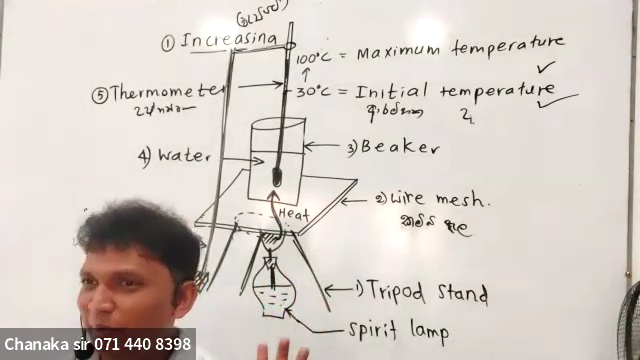 ① Increasing
100°C = Maximum temperature
↑
30°C = Initial temperature
⑤ Thermometer
4) Water
3) Beaker
Heat
2) wire mesh.
1) Tripod stand
spirit lamp
Chanaka sir 071 440 8398